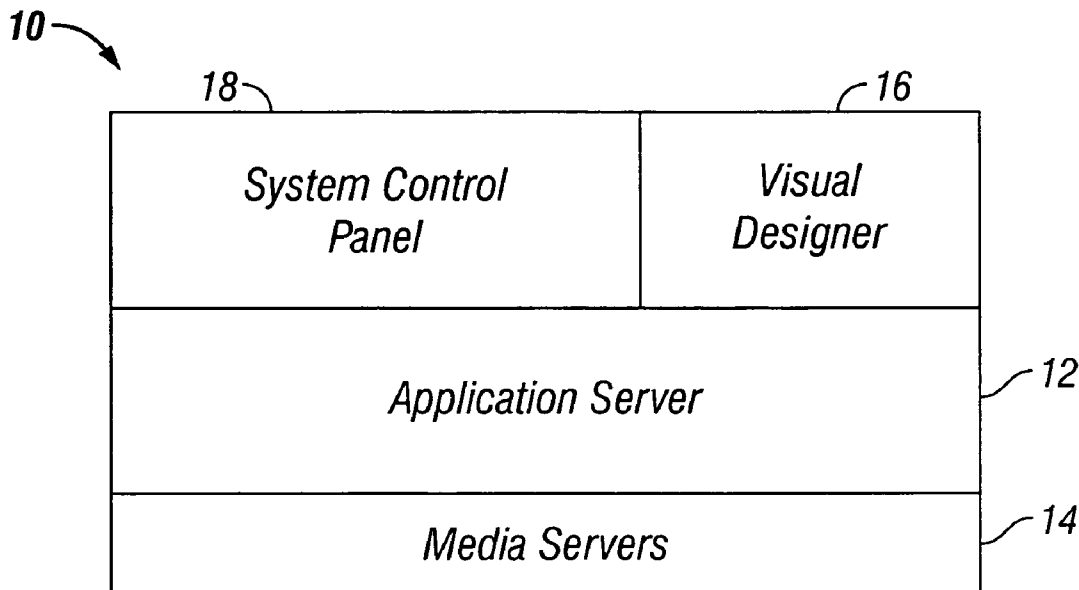 10
18
16
System Control
Panel
Visual
Designer
Application Server
12
Media Servers
14